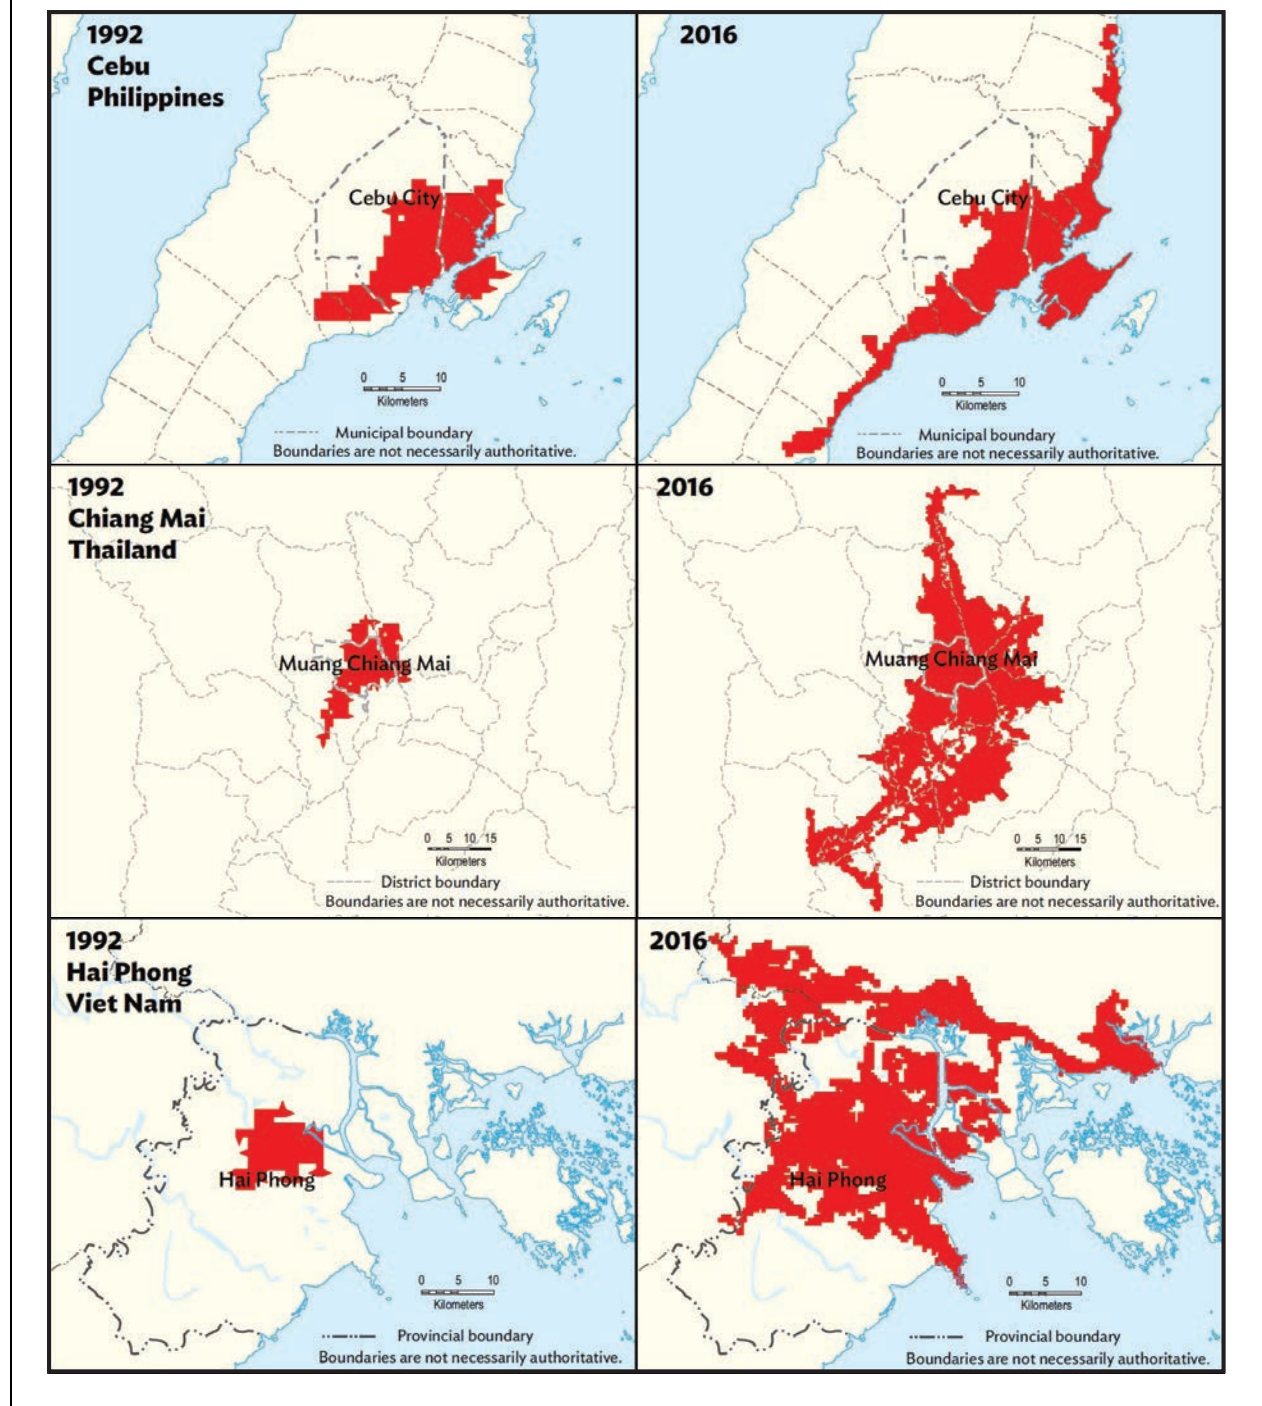 1992
Cebu
Philippines
Cebu City
0 5 10
Kilometers
Municipal boundary
Boundaries are not necessarily authoritative.
2016
Cebu City
0 5 10
Kilometers
Municipal boundary
Boundaries are not necessarily authoritative.
1992
Chiang Mai
Thailand
Muang Chiang Mai
0 5 10 15
Kilometers
District boundary
Boundaries are not necessarily authoritative.
2016
Muang Chiang Mai
0 5 10 15
Kilometers
District boundary
Boundaries are not necessarily authoritative.
1992
Hai Phong
Viet Nam
Hai Phong
0 5 10
Kilometers
Provincial boundary
Boundaries are not necessarily authoritative.
2016
Hai Phong
0 5 10
Kilometers
Provincial boundary
Boundaries are not necessarily authoritative.